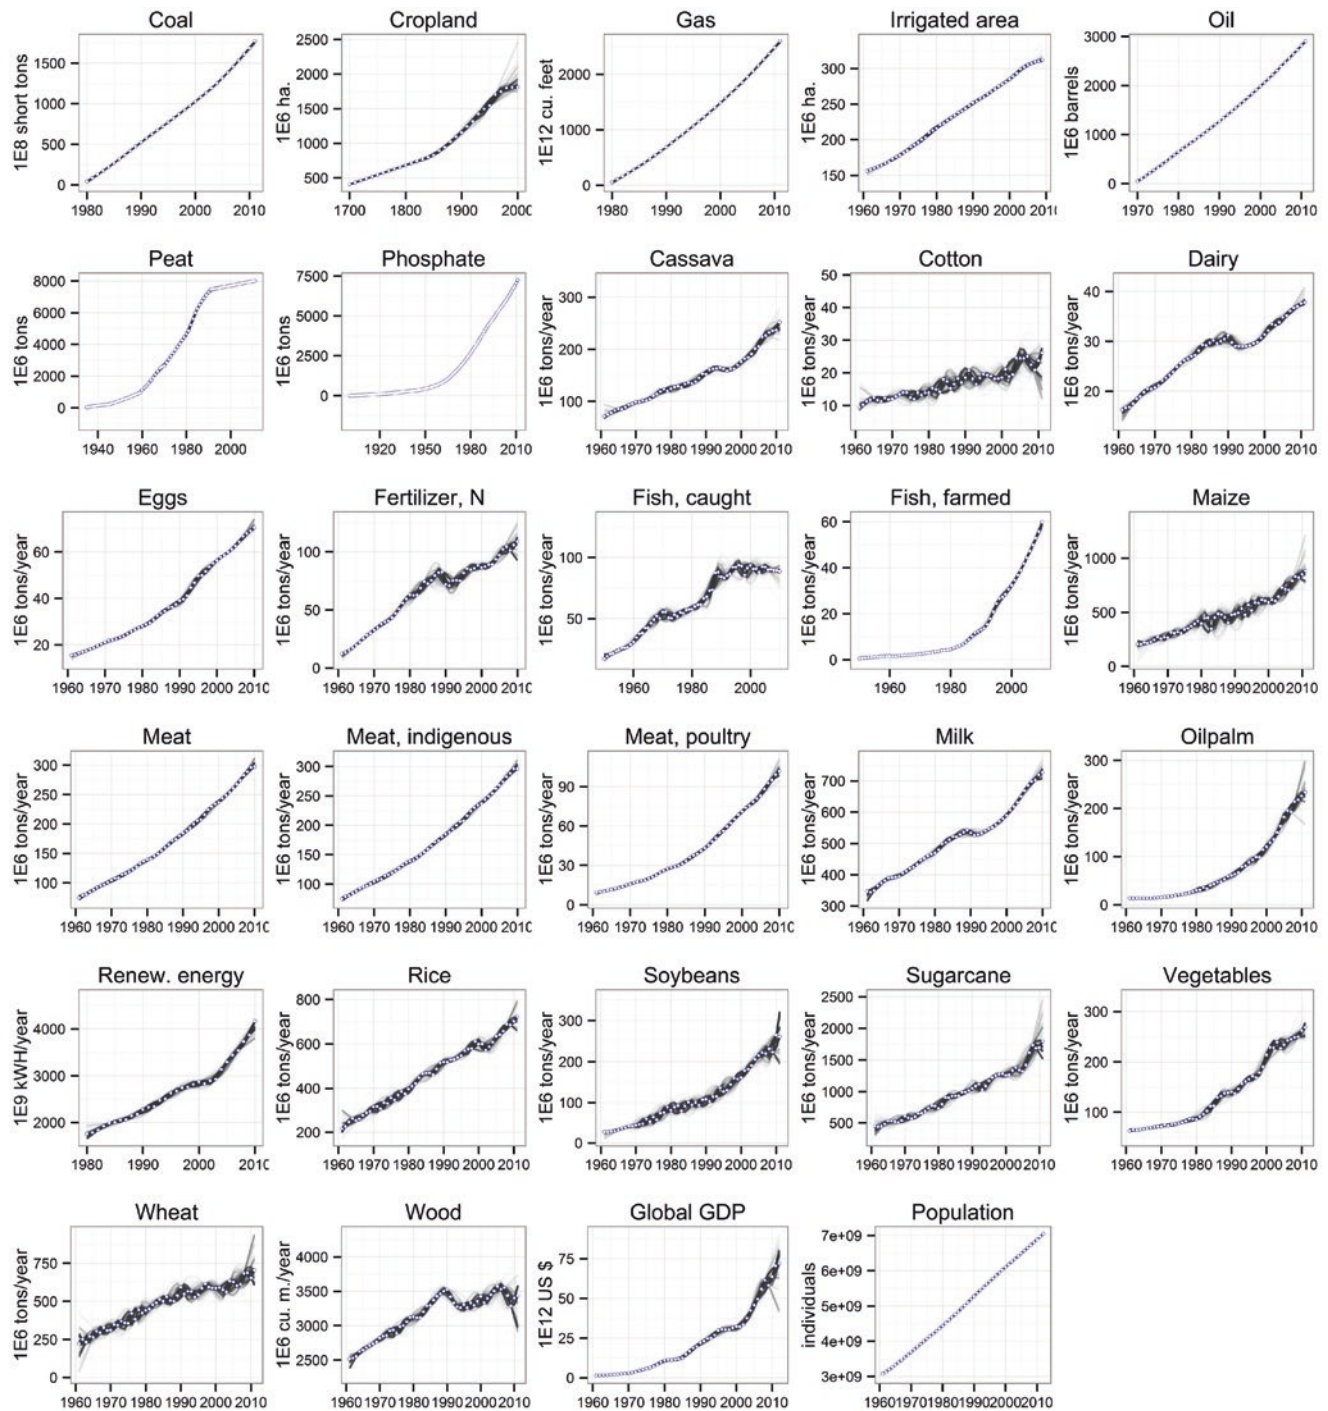 Coal
Cropland
Gas
Irrigated area
Oil
1E8 short tons
1500
1000
500
0
1980 1990 2000 2010
1E6 ha.
2500
2000
1500
1000
500
1700 1800 1900 200
1E12 cu. feet
2000
1000
0
1980 1990 2000 2010
1E6 ha.
300
250
200
150
1960 1970 1980 1990 2000 201
1E6 barrels
3000
2000
1000
0
1970 1980 1990 2000 2010
Peat
Phosphate
Cassava
Cotton
Dairy
1E6 tons
8000
6000
4000
2000
0
1940 1960 1980 2000
1E6 tons
7500
5000
2500
0
1920 1950 1980 2010
1E6 tons/year
300
200
100
1960 1970 1980 1990 2000 2010
1E6 tons/year
50
40
30
20
10
1960 1970 1980 1990 2000 2010
1E6 tons/year
40
30
20
1960 1970 1980 1990 2000 2010
Eggs
Fertilizer, N
Fish, caught
Fish, farmed
Maize
1E6 tons/year
60
40
20
1960 1970 1980 1990 2000 201
1E6 tons/year
100
50
0
1960 1970 1980 1990 2000 201
1E6 tons/year
100
50
1960 1980 2000
1E6 tons/year
60
40
20
0
1960 1980 2000
1E6 tons/year
1000
500
0
1960 1970 1980 1990 2000 2010
Meat
Meat, indigenous
Meat, poultry
Milk
Oilpalm
1E6 tons/year
300
250
200
150
100
1960 1970 1980 1990 2000 201
1E6 tons/year
300
250
200
150
100
1960 1970 1980 1990 2000 201
1E6 tons/year
90
60
30
0
1960 1970 1980 1990 2000 201
1E6 tons/year
700
600
500
400
300
1960 1970 1980 1990 2000 201
1E6 tons/year
300
200
100
0
1960 1970 1980 1990 2000 2010
Renew. energy
Rice
Soybeans
Sugarcane
Vegetables
1E9 kWH/year
4000
3000
2000
1980 1990 2000 201
1E6 tons/year
800
600
400
200
1960 1970 1980 1990 2000 2010
1E6 tons/year
300
200
100
0
1960 1970 1980 1990 2000 2010
1E6 tons/year
2500
2000
1500
1000
500
1960 1970 1980 1990 2000 2010
1E6 tons/year
300
200
100
1960 1970 1980 1990 2000 2010
Wheat
Wood
Global GDP
Population
1E6 tons/year
750
500
250
0
1960 1970 1980 1990 2000 2010
1E6 cu. m./year
4000
3500
3000
2500
1960 1970 1980 1990 2000 2010
1E12 US $
75
50
25
0
1960 1970 1980 1990 2000 2010
individuals
7e+09
6e+09
5e+09
4e+09
3e+09
1960 1970 1980 1990 2000 2010